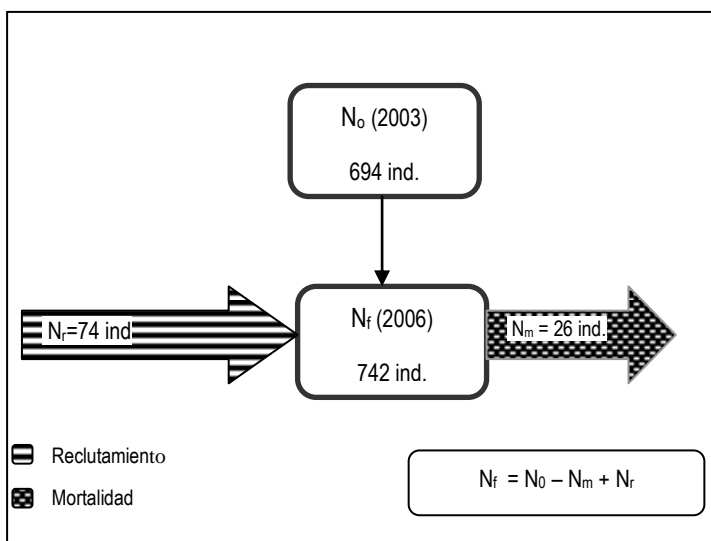 Nₒ (2003)
694 ind.
Nᵣ=74 ind
N_f (2006)
742 ind.
Nₘ = 26 ind.
Reclutamiento
Mortalidad
N_f = N₀ – Nₘ + Nᵣ